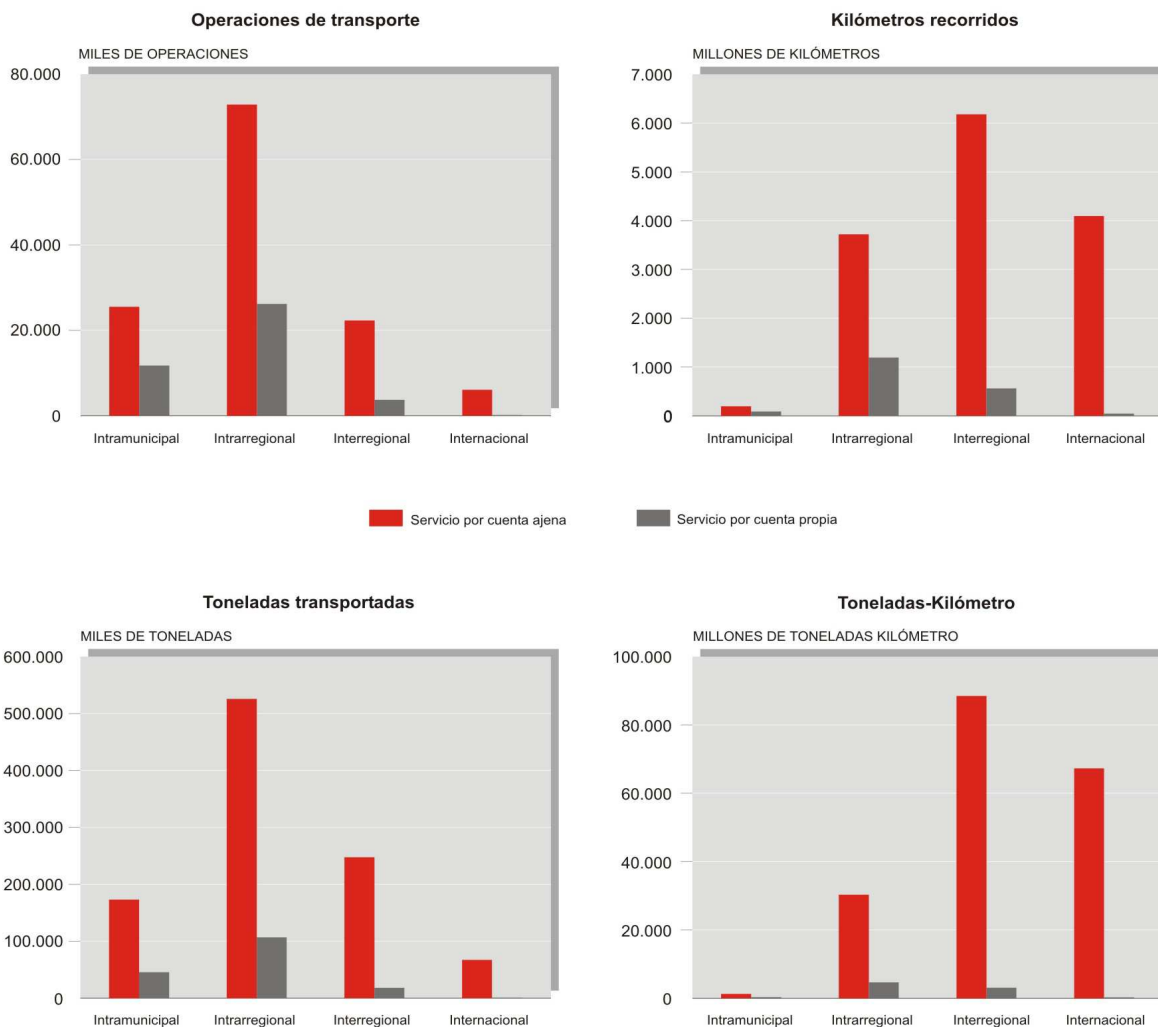 Operaciones de transporte
MILES DE OPERACIONES
80.000
60.000
40.000
20.000
0
Intramunicipal Intrarregional Interregional Internacional
Kilómetros recorridos
MILLONES DE KILÓMETROS
7.000
6.000
5.000
4.000
3.000
2.000
1.000
0
Intramunicipal Intrarregional Interregional Internacional
Servicio por cuenta ajena Servicio por cuenta propia
Toneladas transportadas
MILES DE TONELADAS
600.000
500.000
400.000
300.000
200.000
100.000
0
Intramunicipal Intrarregional Interregional Internacional
Toneladas-Kilómetro
MILLONES DE TONELADAS KILÓMETRO
100.000
80.000
60.000
40.000
20.000
0
Intramunicipal Intrarregional Interregional Internacional